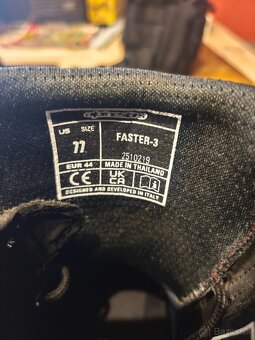 US SIZE
11
FASTER-3
2510219
EUR 44
MADE IN THAILAND
CE
UK
CA
DESIGNED AND DEVELOPED IN ITALY